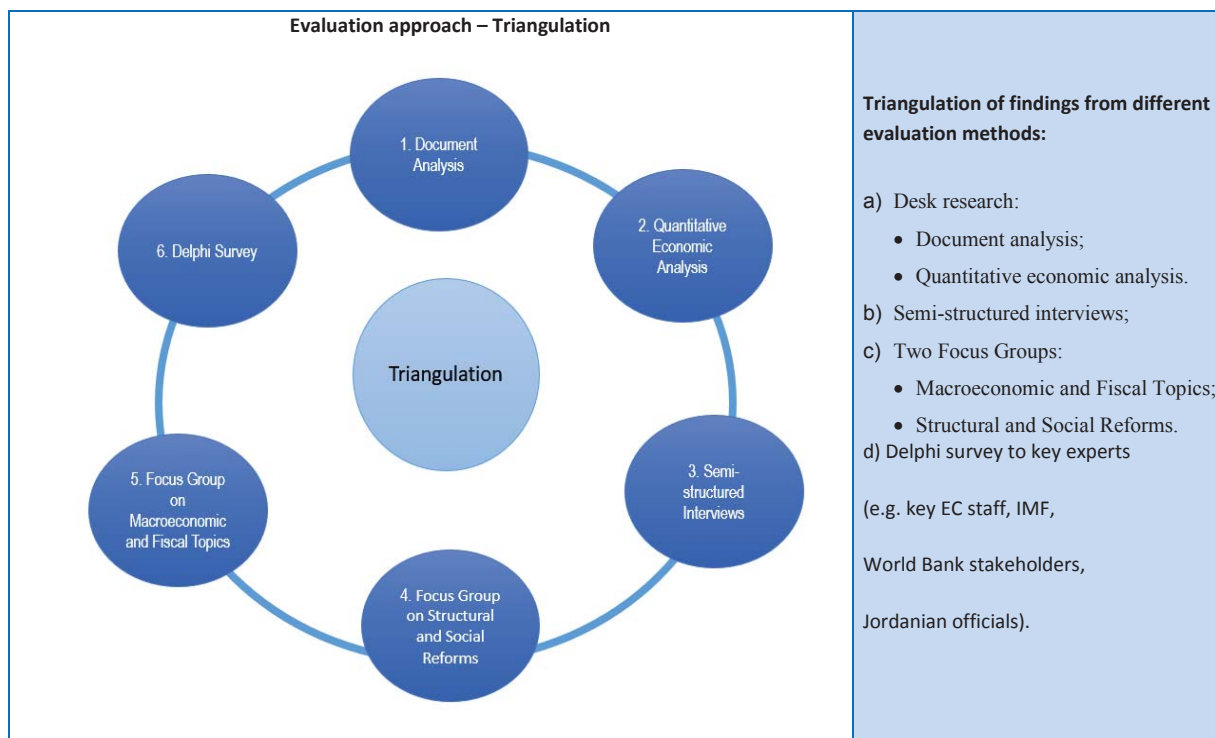 Evaluation approach – Triangulation
1. Document
Analysis
2. Quantitative
Economic
Analysis
3. Semi-
structured
Interviews
4. Focus Group
on Structural
and Social
Reforms
5. Focus Group
on
Macroeconomic
and Fiscal Topics
6. Delphi Survey
Triangulation
Triangulation of findings from different
evaluation methods:
a) Desk research:
• Document analysis;
• Quantitative economic analysis.
b) Semi-structured interviews;
c) Two Focus Groups:
• Macroeconomic and Fiscal Topics;
• Structural and Social Reforms.
d) Delphi survey to key experts
(e.g. key EC staff, IMF,
World Bank stakeholders,
Jordanian officials).